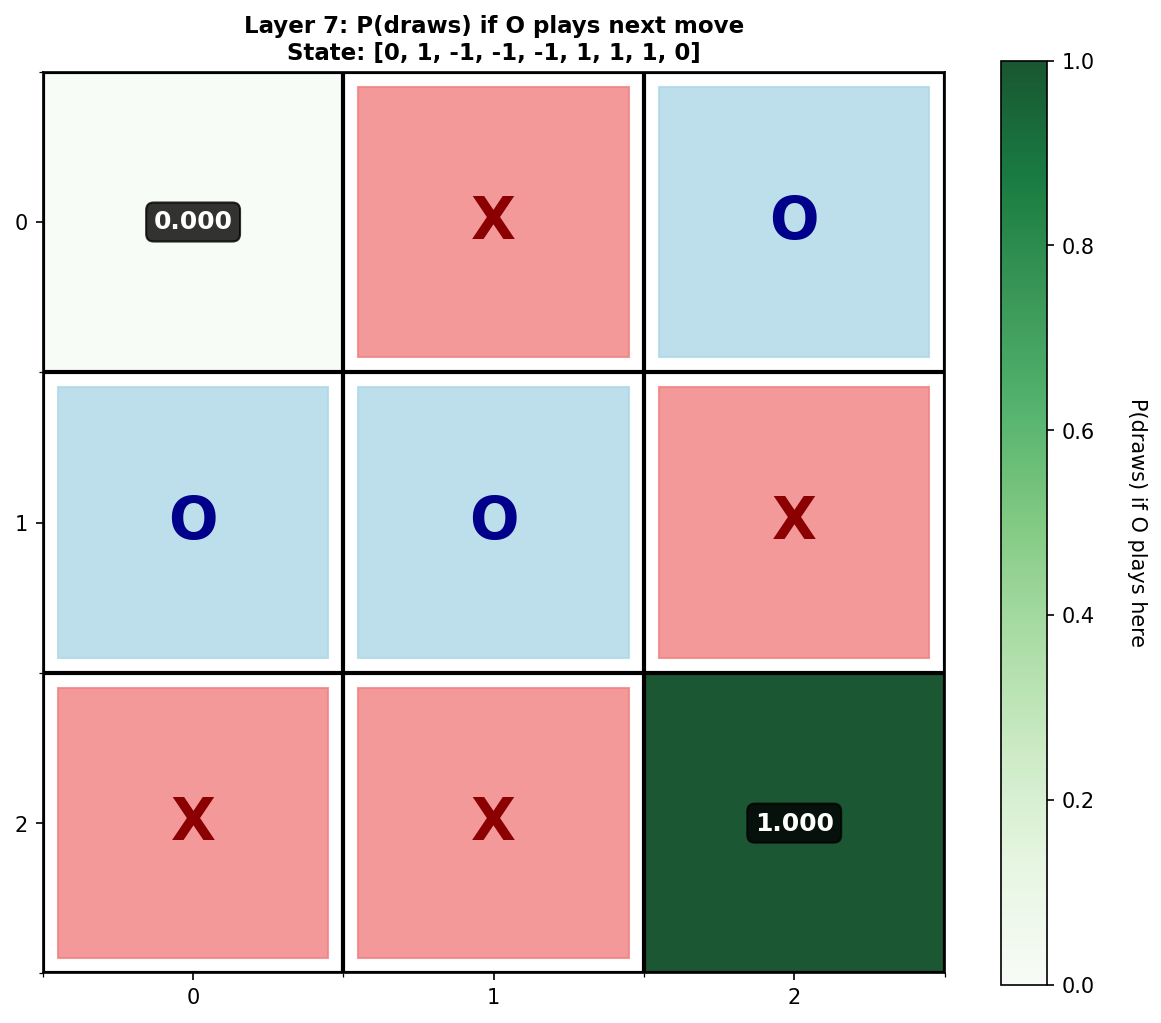 Layer 7: P(draws) if O plays next move
State: [0, 1, -1, -1, -1, 1, 1, 1, 0]
0
0.000
X
O
1
O
O
X
2
X
X
1.000
0
1
2
1.0
0.8
0.6
0.4
0.2
0.0
P(draws) if O plays here